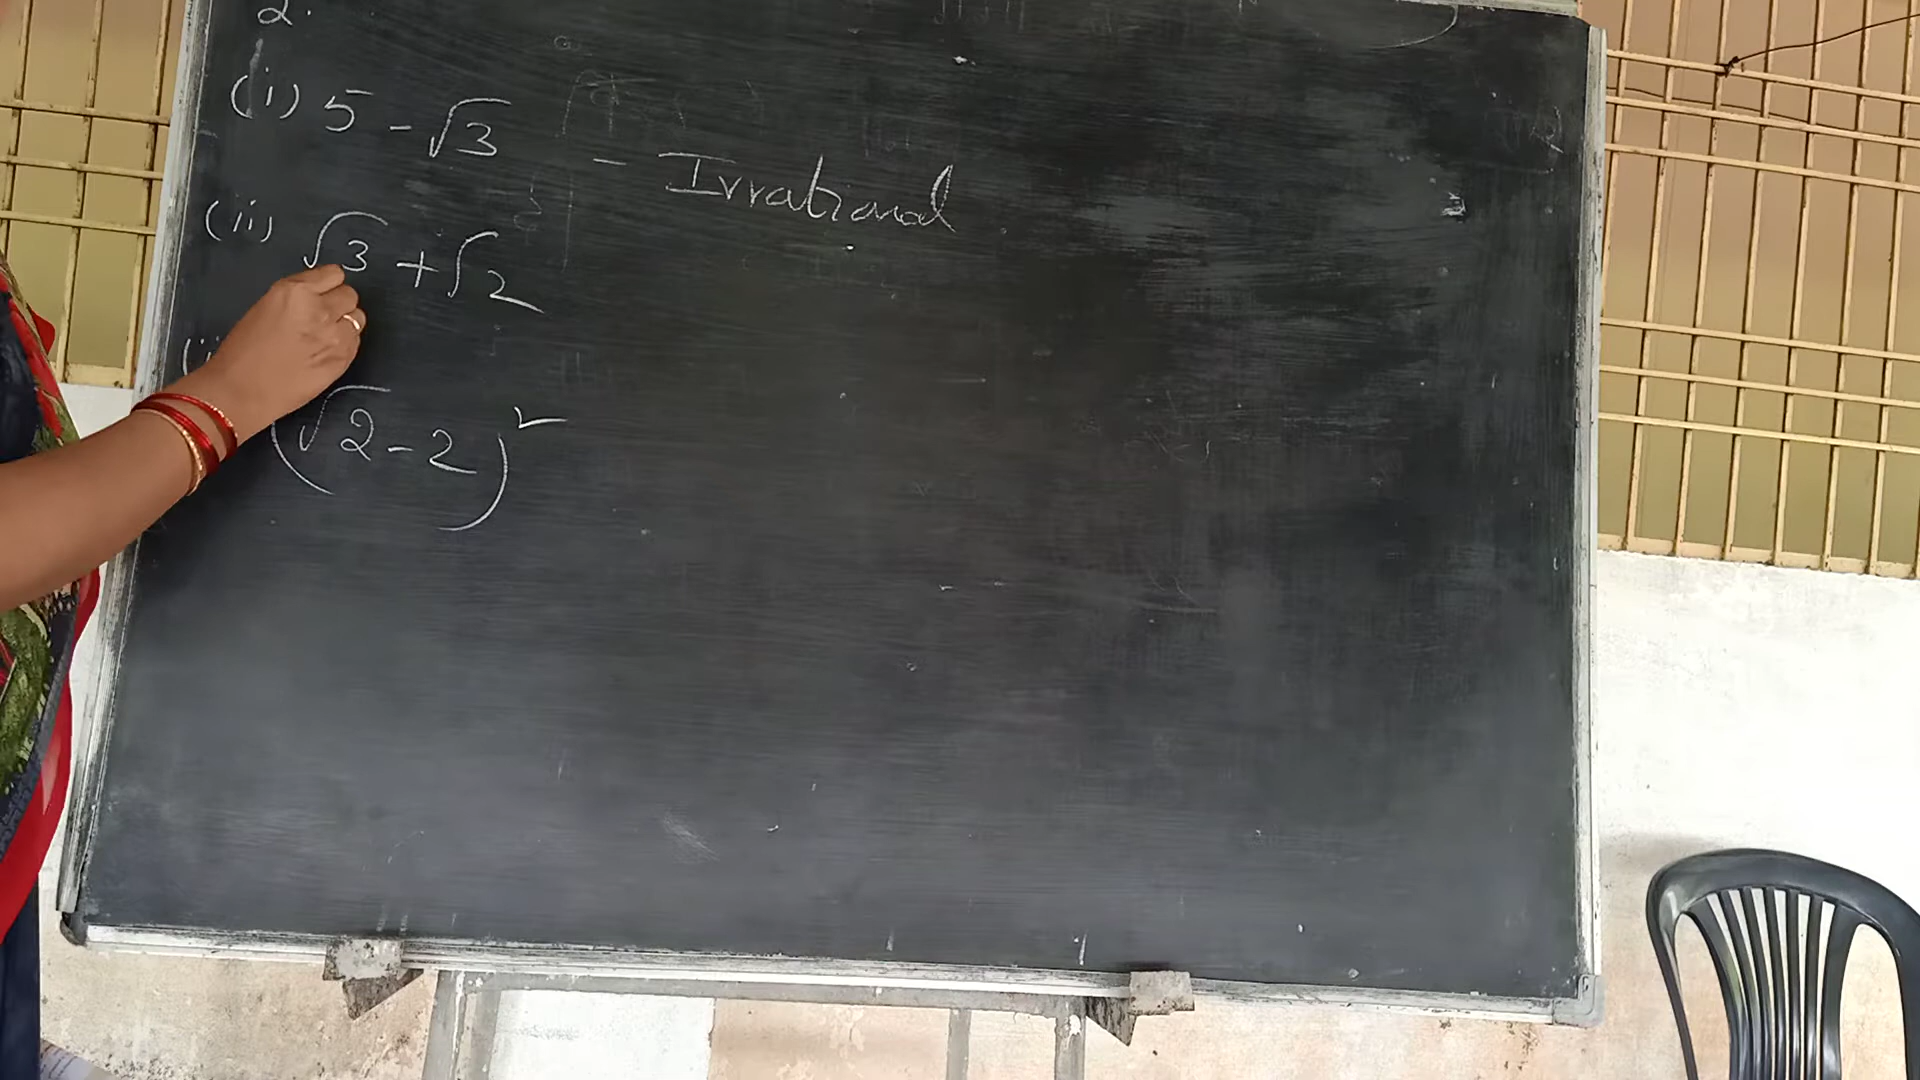 2.
(i) 5 - √3 - Irrational
(ii) √3 + √2
(√2 - 2)²